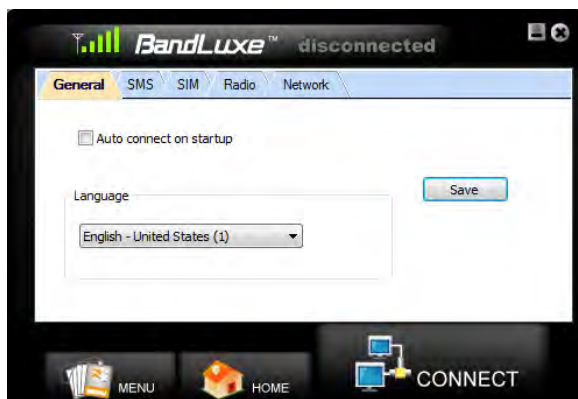 BandLuxe™ disconnected
General SMS SIM Radio Network
Auto connect on startup
Language
Save
English - United States (1)
MENU HOME CONNECT